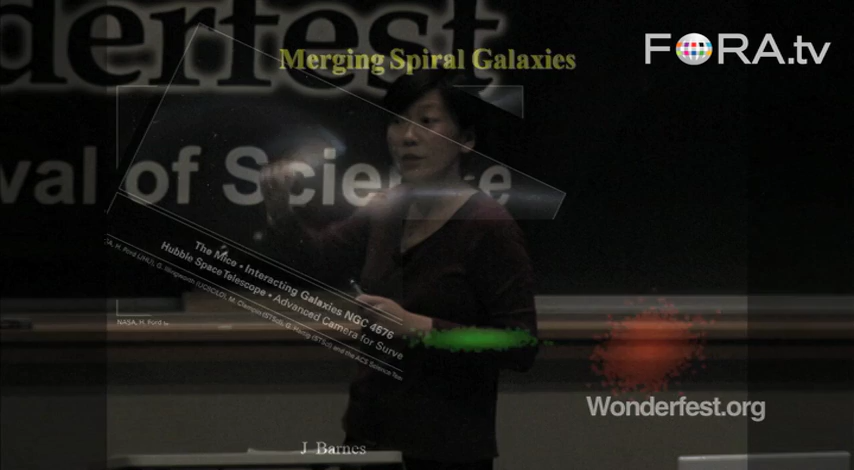 derfest
FORA.tv
Merging Spiral Galaxies
val of Science
The Mice • Interacting Galaxies NGC 4676
Hubble Space Telescope • Advanced Camera for Surve
NASA, H. Ford
Wonderfest.org
J Barnes